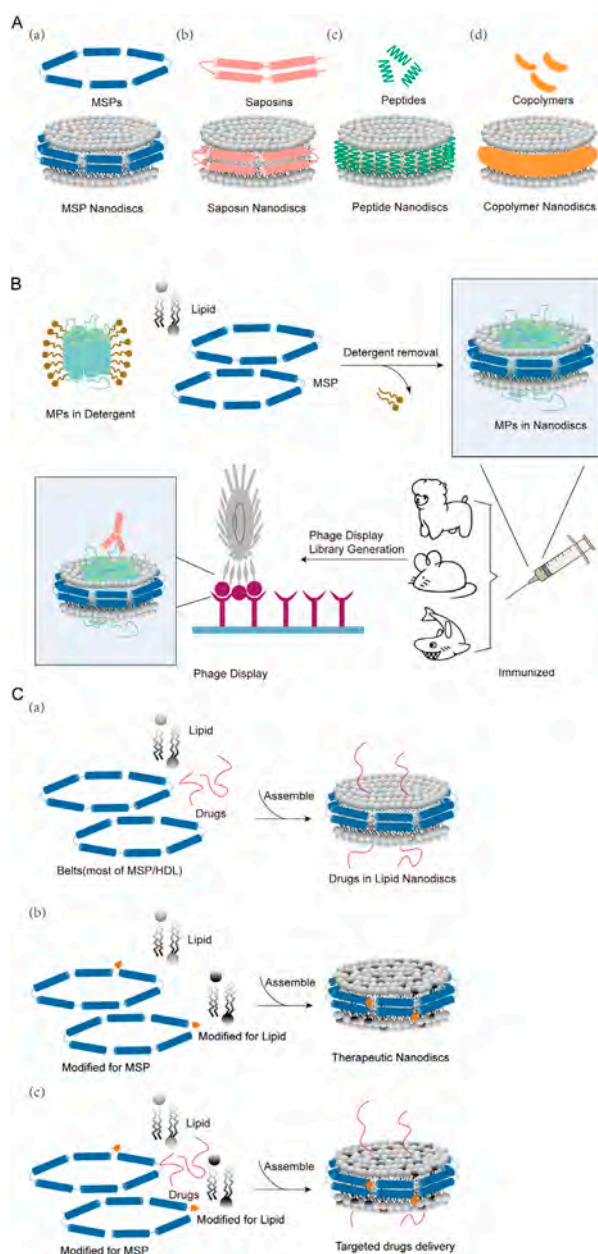 A
(a)
(b)
(c)
(d)
MSPs
Saposins
Peptides
Copolymers
MSP Nanodiscs
Saposin Nanodiscs
Peptide Nanodiscs
Copolymer Nanodiscs
B
Lipid
MSP
Detergent removal
MPs in Detergent
MPs in Nanodiscs
Phage Display
Library Generation
Phage Display
Immunized
C
(a)
Lipid
Drugs
Assemble
Belts(most of MSP/HDL)
Drugs in Lipid Nanodiscs
(b)
Lipid
Assemble
Modified for Lipid
Modified for MSP
Therapeutic Nanodiscs
(c)
Lipid
Drugs
Assemble
Modified for Lipid
Modified for MSP
Targeted drugs delivery